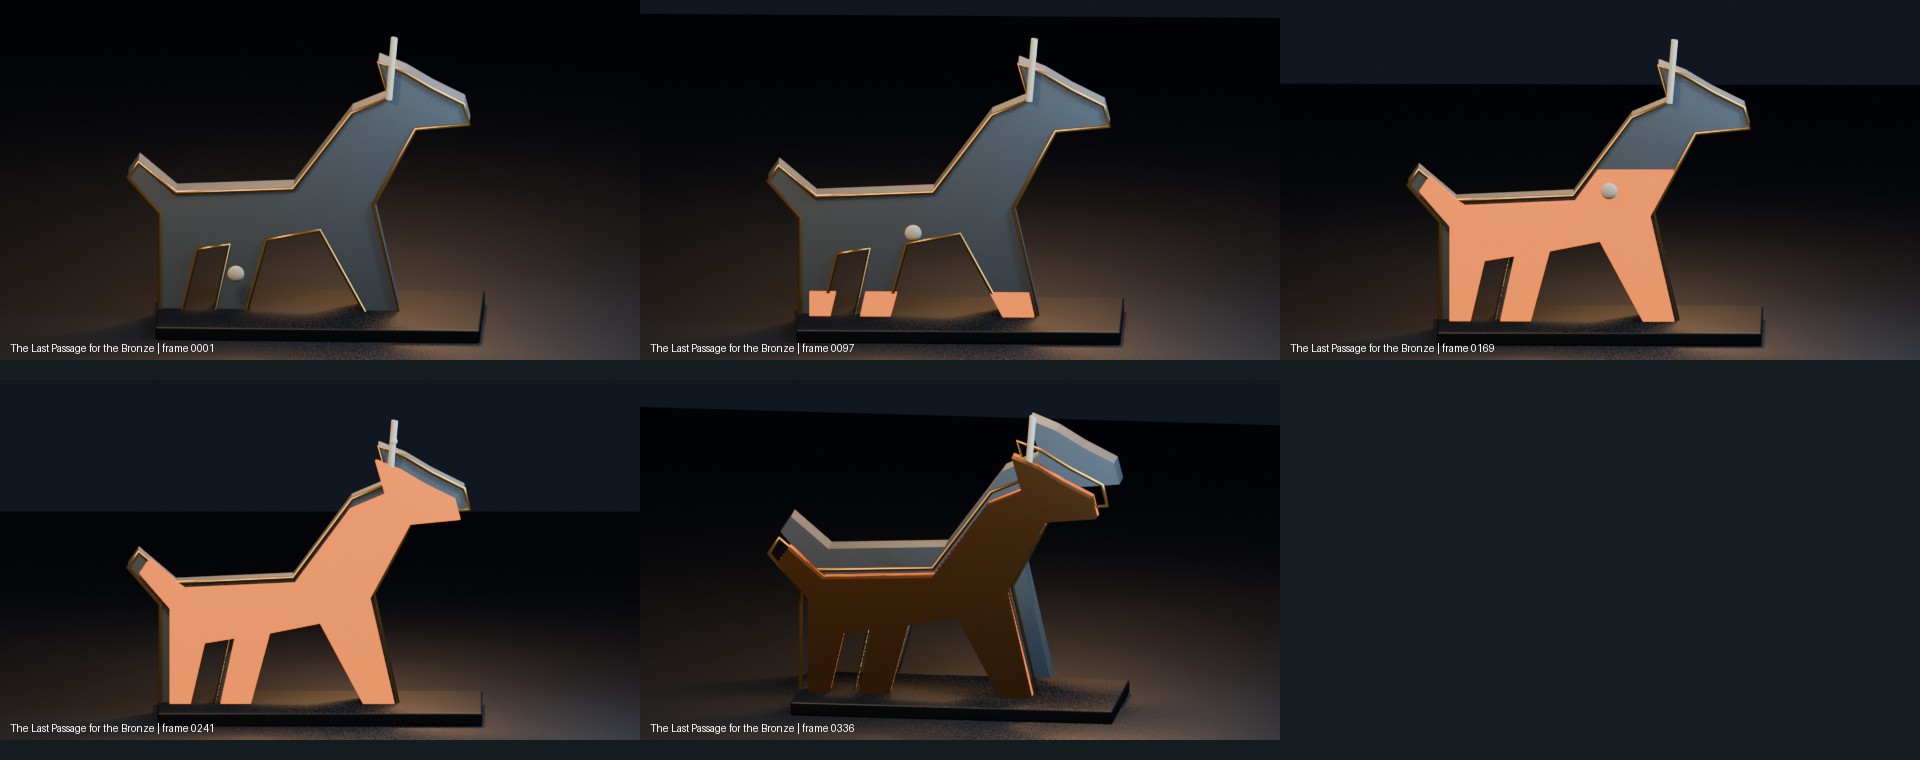 The Last Passage for the Bronze | frame 0001
The Last Passage for the Bronze | frame 0097
The Last Passage for the Bronze | frame 0169
The Last Passage for the Bronze | frame 0241
The Last Passage for the Bronze | frame 0336